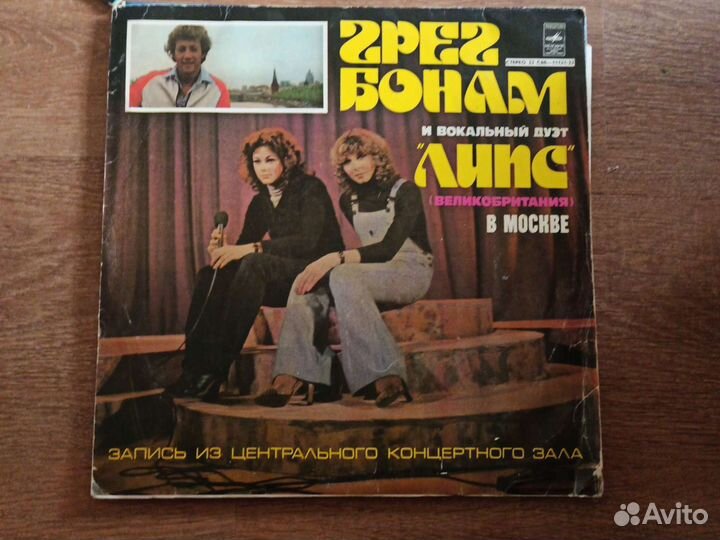 ГРЕГ
БОНАМ
И ВОКАЛЬНЫЙ ДУЭТ
"ЛИПС"
(ВЕЛИКОБРИТАНИЯ)
В МОСКВЕ
ЗАПИСЬ ИЗ ЦЕНТРАЛЬНОГО КОНЦЕРТНОГО ЗАЛА
Avito